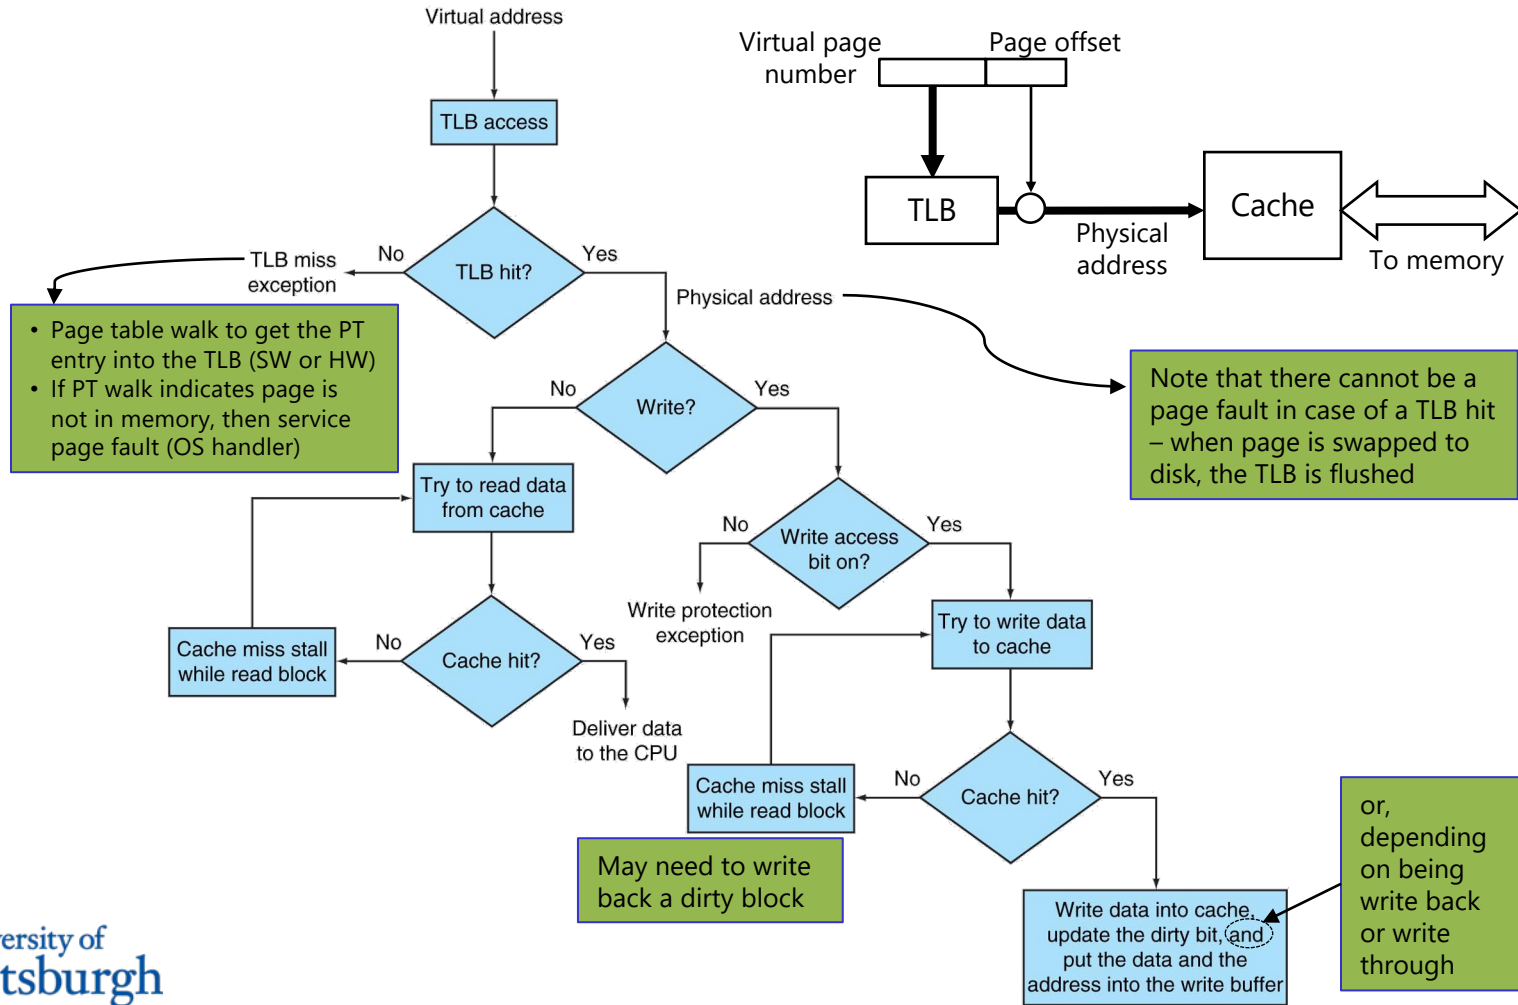 Virtual address
TLB access
TLB hit?
No
Yes
TLB miss
exception
• Page table walk to get the PT
entry into the TLB (SW or HW)
• If PT walk indicates page is
not in memory, then service
page fault (OS handler)
Physical address
Virtual page
number
Page offset
TLB
Physical
address
Cache
To memory
Note that there cannot be a
page fault in case of a TLB hit
– when page is swapped to
disk, the TLB is flushed
Write?
No
Yes
Try to read data
from cache
Cache hit?
No
Yes
Cache miss stall
while read block
Deliver data
to the CPU
Write access
bit on?
No
Yes
Write protection
exception
Try to write data
to cache
Cache hit?
No
Yes
Cache miss stall
while read block
May need to write
back a dirty block
Write data into cache,
update the dirty bit, and
put the data and the
address into the write buffer
or,
depending
on being
write back
or write
through
versity of
tsburgh